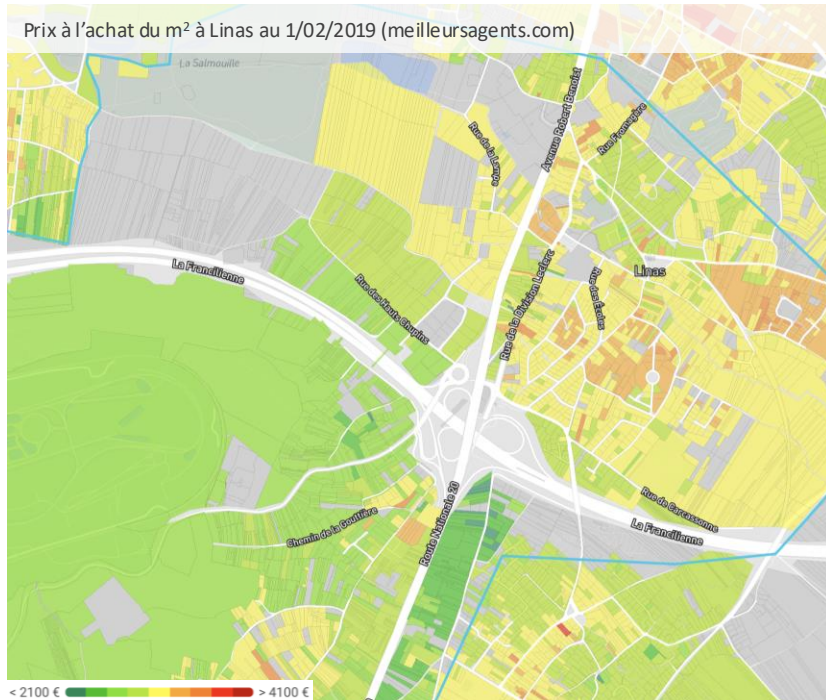 Prix à l’achat du m² à Linas au 1/02/2019 (meilleursagents.com)
La Salmouille
Avenue Robert Benoist
Rue Fromagère
Rue de la Lampe
La Francilienne
Linas
Rue des Écoles
Rue de la Division Leclerc
Rue des Hauts Chupins
Rue de Carcassonne
La Francilienne
Route Nationale 20
Chemin de la Gouttière
< 2100 € > 4100 €